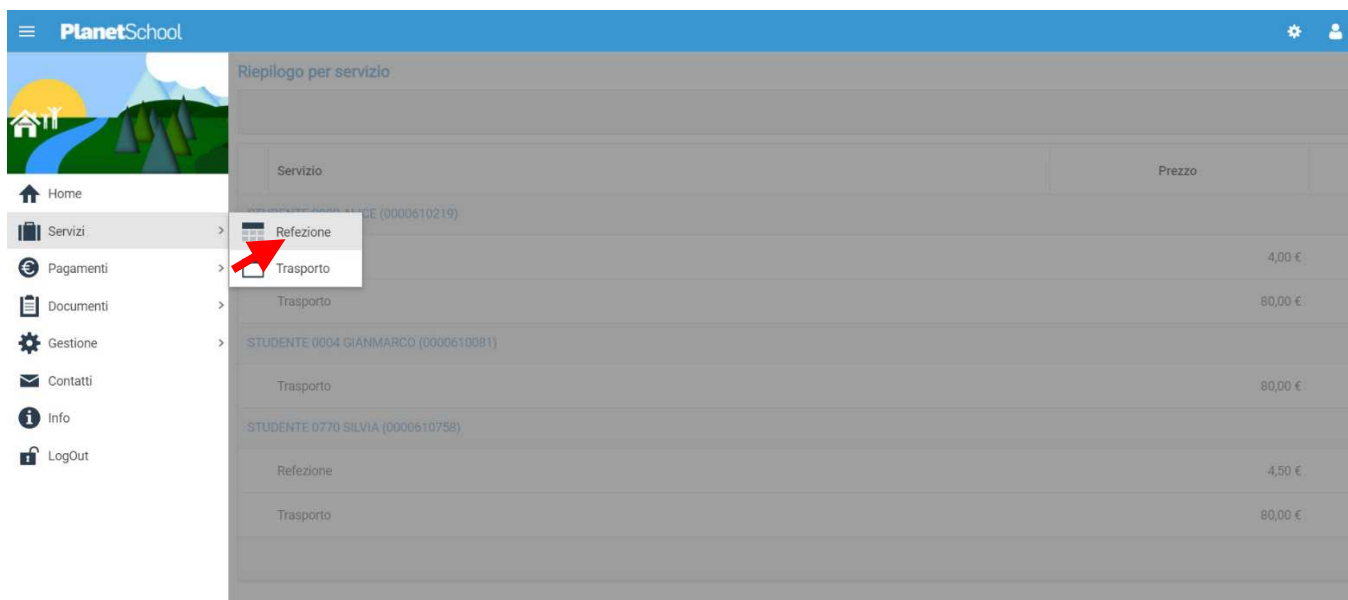 PlanetSchool
Riepilogo per servizio
Servizio Prezzo
Home
(0000610219)
Servizi
Refezione
Pagamenti
4,00 €
Trasporto
Documenti
Trasporto 80,00 €
Gestione
STUDENTE 0004 GIANMARCO (0000610081)
Contatti
Trasporto 80,00 €
Info
STUDENTE 0770 SILVIA (0000610758)
LogOut
Refezione 4,50 €
Trasporto 80,00 €